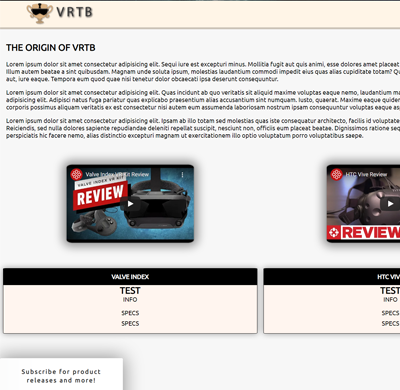 VRTB
THE ORIGIN OF VRTB
Lorem ipsum dolor sit amet consectetur adipisicing elit. Sequi iure est excepturi minus. Mollitia fugit aut quis animi, esse dolores amet placeat
illum autem beatae a sint quibusdam. Magnam unde soluta ipsum, molestias laudantium commodi impedit eius quas alias cupiditate totam?
aut, iure eaque. Tempora eum quod quae nisi tenetur dolor obcaecati ipsa deserunt consequuntur.
Lorem ipsum dolor sit amet consectetur adipisicing elit. Quas incidunt ab quo veritatis sit aliquid maxime voluptas eaque nemo, laudantium
adipisicing elit. Adipisci natus fuga pariatur quas explicabo praesentium alias accusantium sint numquam. Iusto, quaerat. Maxime eaque
corporis possimus aliquam veritatis ex est consectetur nisi autem eum assumenda laboriosam nostrum ipsam consequuntur voluptas eaque
Lorem ipsum dolor sit amet consectetur adipisicing elit. Ipsam ab illo totam sed molestias quas iste consequatur architecto, facilis id
Reiciendis, sed nulla dolores sapiente repudiandae deleniti repellat suscipit, nesciunt non, officiis eum placeat beatae. Dignissimos ratione
perspiciatis hic facere nemo, alias distinctio excepturi magnam ut exercitationem illo optio voluptatum porro voluptatibus saepe.
Valve Index VR Kit Review
VALVE INDEX VR KIT
REVIEW
HTC Vive Review
REVIEW
VALVE INDEX
TEST
INFO
SPECS
SPECS
HTC VIV
TEST
INFO
SPECS
SPECS
Subscribe for product
releases and more!